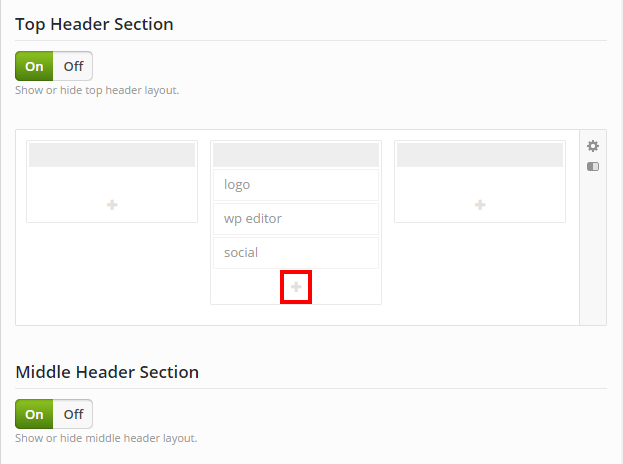 Top Header Section
On Off
Show or hide top header layout.
logo
wp editor
social
Middle Header Section
On Off
Show or hide middle header layout.